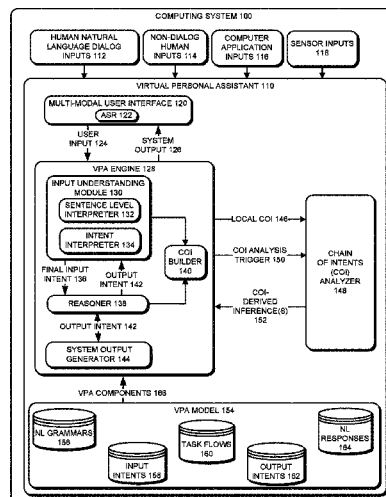 COMPUTING SYSTEM 100
HUMAN NATURAL
LANGUAGE DIALOG
INPUTS 112
NON-DIALOG
HUMAN
INPUTS 114
COMPUTER
APPLICATION
INPUTS 116
SENSOR INPUTS
118
VIRTUAL PERSONAL ASSISTANT 110
MULTI-MODAL USER INTERFACE 120
ASR 122
USER
INPUT 124
SYSTEM
OUTPUT 126
VPA ENGINE 128
INPUT UNDERSTANDING
MODULE 130
SENTENCE LEVEL
INTERPRETER 132
INTENT
INTERPRETER 134
FINAL INPUT
INTENT 136
OUTPUT
INTENT 142
COI
BUILDER
140
REASONER 138
OUTPUT INTENT 142
SYSTEM OUTPUT
GENERATOR 144
LOCAL COI 146
COI ANALYSIS
TRIGGER 150
COI-
DERIVED
INFERENCE(S)
152
CHAIN
OF INTENTS
(COI)
ANALYZER
148
VPA COMPONENTS 166
VPA MODEL 154
NL GRAMMARS
156
INPUT
INTENTS 158
TASK FLOWS
160
OUTPUT
INTENTS 162
NL
RESPONSES
164